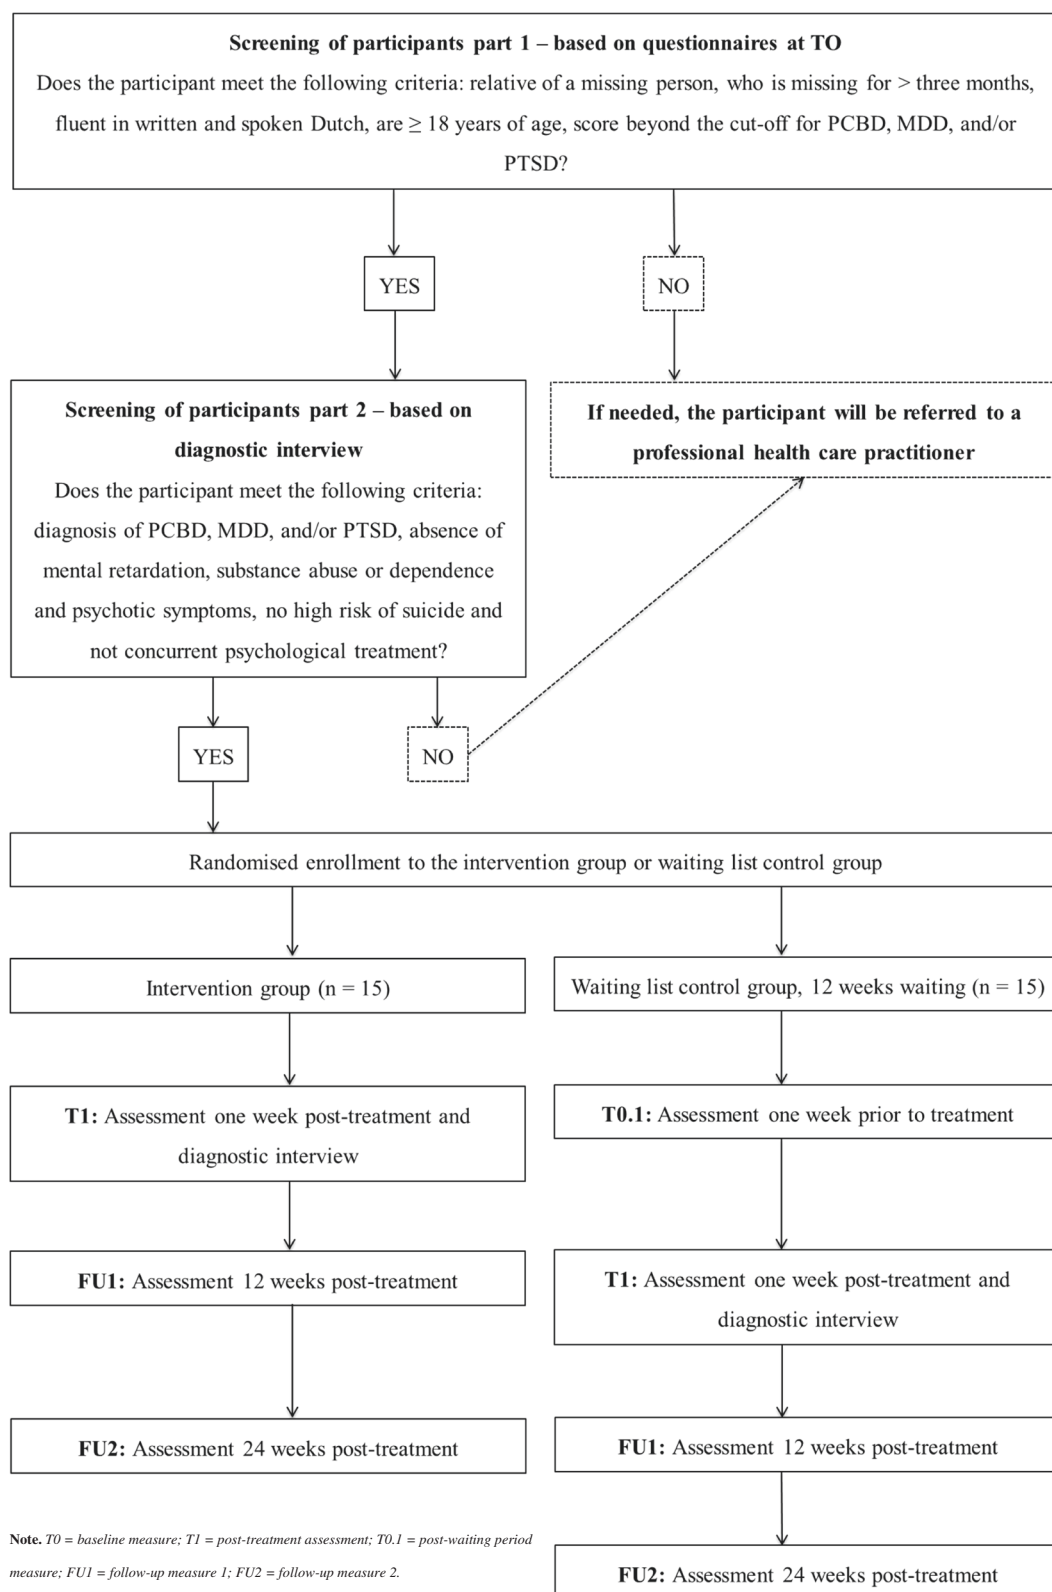 Screening of participants part 1 – based on questionnaires at TO
Does the participant meet the following criteria: relative of a missing person, who is missing for > three months,
fluent in written and spoken Dutch, are ≥ 18 years of age, score beyond the cut-off for PCBD, MDD, and/or
PTSD?
YES
NO
Screening of participants part 2 – based on
diagnostic interview
Does the participant meet the following criteria:
diagnosis of PCBD, MDD, and/or PTSD, absence of
mental retardation, substance abuse or dependence
and psychotic symptoms, no high risk of suicide and
not concurrent psychological treatment?
If needed, the participant will be referred to a
professional health care practitioner
YES
NO
Randomised enrollment to the intervention group or waiting list control group
Intervention group (n = 15)
Waiting list control group, 12 weeks waiting (n = 15)
T1: Assessment one week post-treatment and
diagnostic interview
T0.1: Assessment one week prior to treatment
FU1: Assessment 12 weeks post-treatment
T1: Assessment one week post-treatment and
diagnostic interview
FU2: Assessment 24 weeks post-treatment
FU1: Assessment 12 weeks post-treatment
FU2: Assessment 24 weeks post-treatment
Note. T0 = baseline measure; T1 = post-treatment assessment; T0.1 = post-waiting period
measure; FU1 = follow-up measure 1; FU2 = follow-up measure 2.